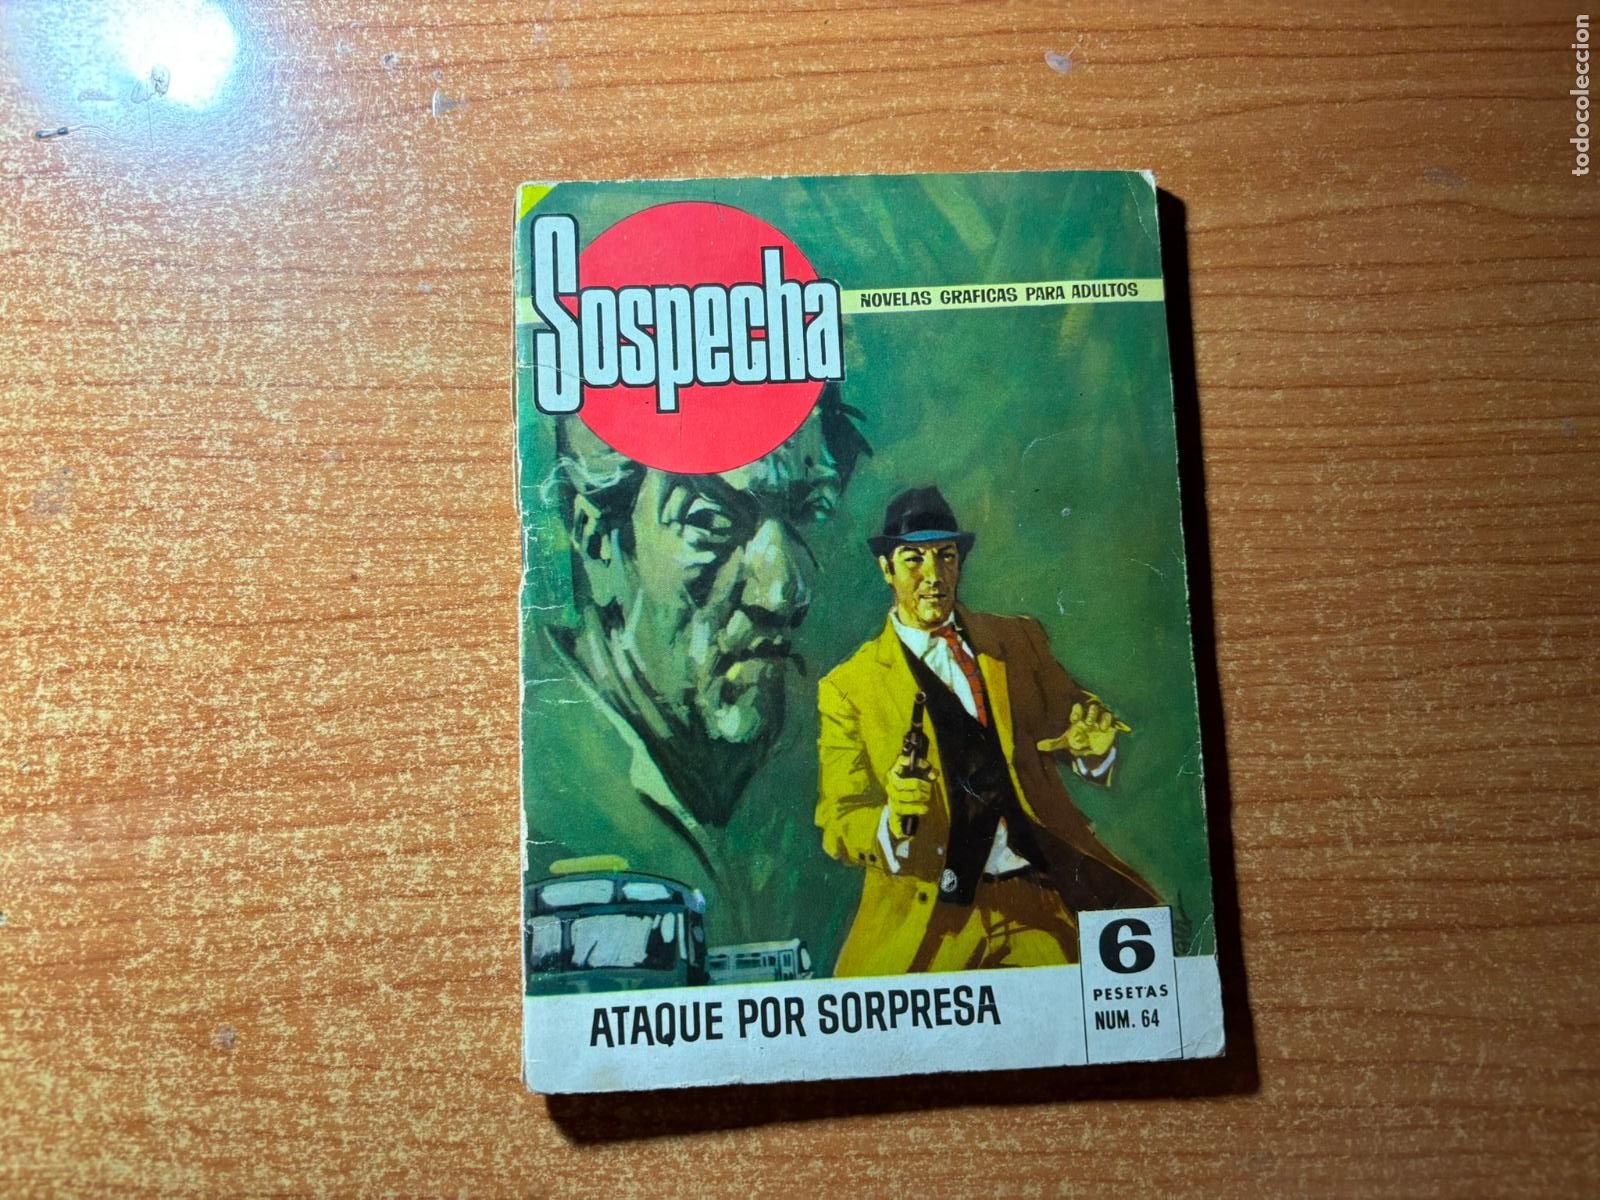 Sospecha
NOVELAS GRAFICAS PARA ADULTOS
ATAQUE POR SORPRESA
6
PESETAS
NUM. 64
todocoleccion